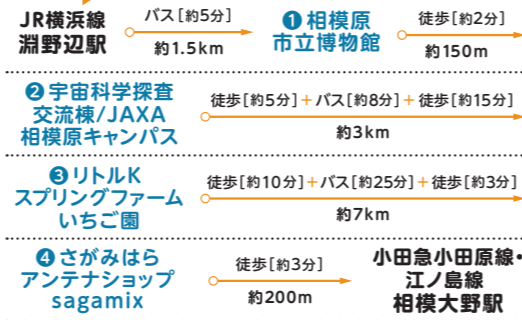 JR横浜線
淵野辺駅
バス[約5分]
約1.5km
❶相模原
市立博物館
徒歩[約2分]
約150m
❷宇宙科学探査
交流棟/JAXA
相模原キャンパス
徒歩[約5分]+バス[約8分]+徒歩[約15分]
約3km
❸リトルK
スプリングファーム
いちご園
徒歩[約10分]+バス[約25分]+徒歩[約3分]
約7km
❹さがみはら
アンテナショップ
sagamix
徒歩[約3分]
約200m
小田急小田原線・
江ノ島線
相模大野駅